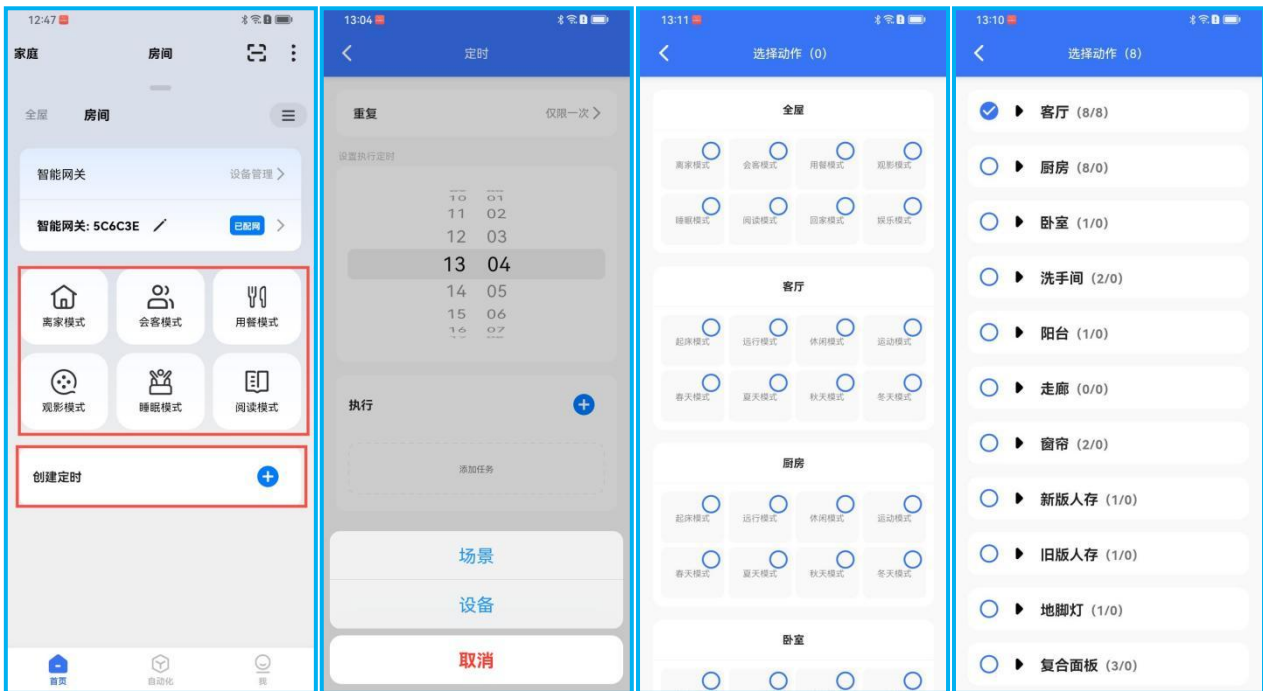 12:47
家庭 房间
全屋 房间
智能网关 设备管理
智能网关: 5C6C3E 已配网
离家模式 会客模式 用餐模式
观影模式 睡眠模式 阅读模式
创建定时
首页 自动化 我
13:04
定时
重复 仅限一次
设置执行定时
10 01
11 02
12 03
13 04
14 05
15 06
16 07
执行
添加任务
场景
设备
取消
13:11
选择动作 (0)
全屋
离家模式 会客模式 用餐模式 观影模式
睡眠模式 阅读模式 回家模式 娱乐模式
客厅
起床模式 远行模式 休闲模式 运动模式
春天模式 夏天模式 秋天模式 冬天模式
厨房
起床模式 远行模式 休闲模式 运动模式
春天模式 夏天模式 秋天模式 冬天模式
卧室
13:10
选择动作 (8)
客厅 (8/8)
厨房 (8/0)
卧室 (1/0)
洗手间 (2/0)
阳台 (1/0)
走廊 (0/0)
窗帘 (2/0)
新版人存 (1/0)
旧版人存 (1/0)
地脚灯 (1/0)
复合面板 (3/0)